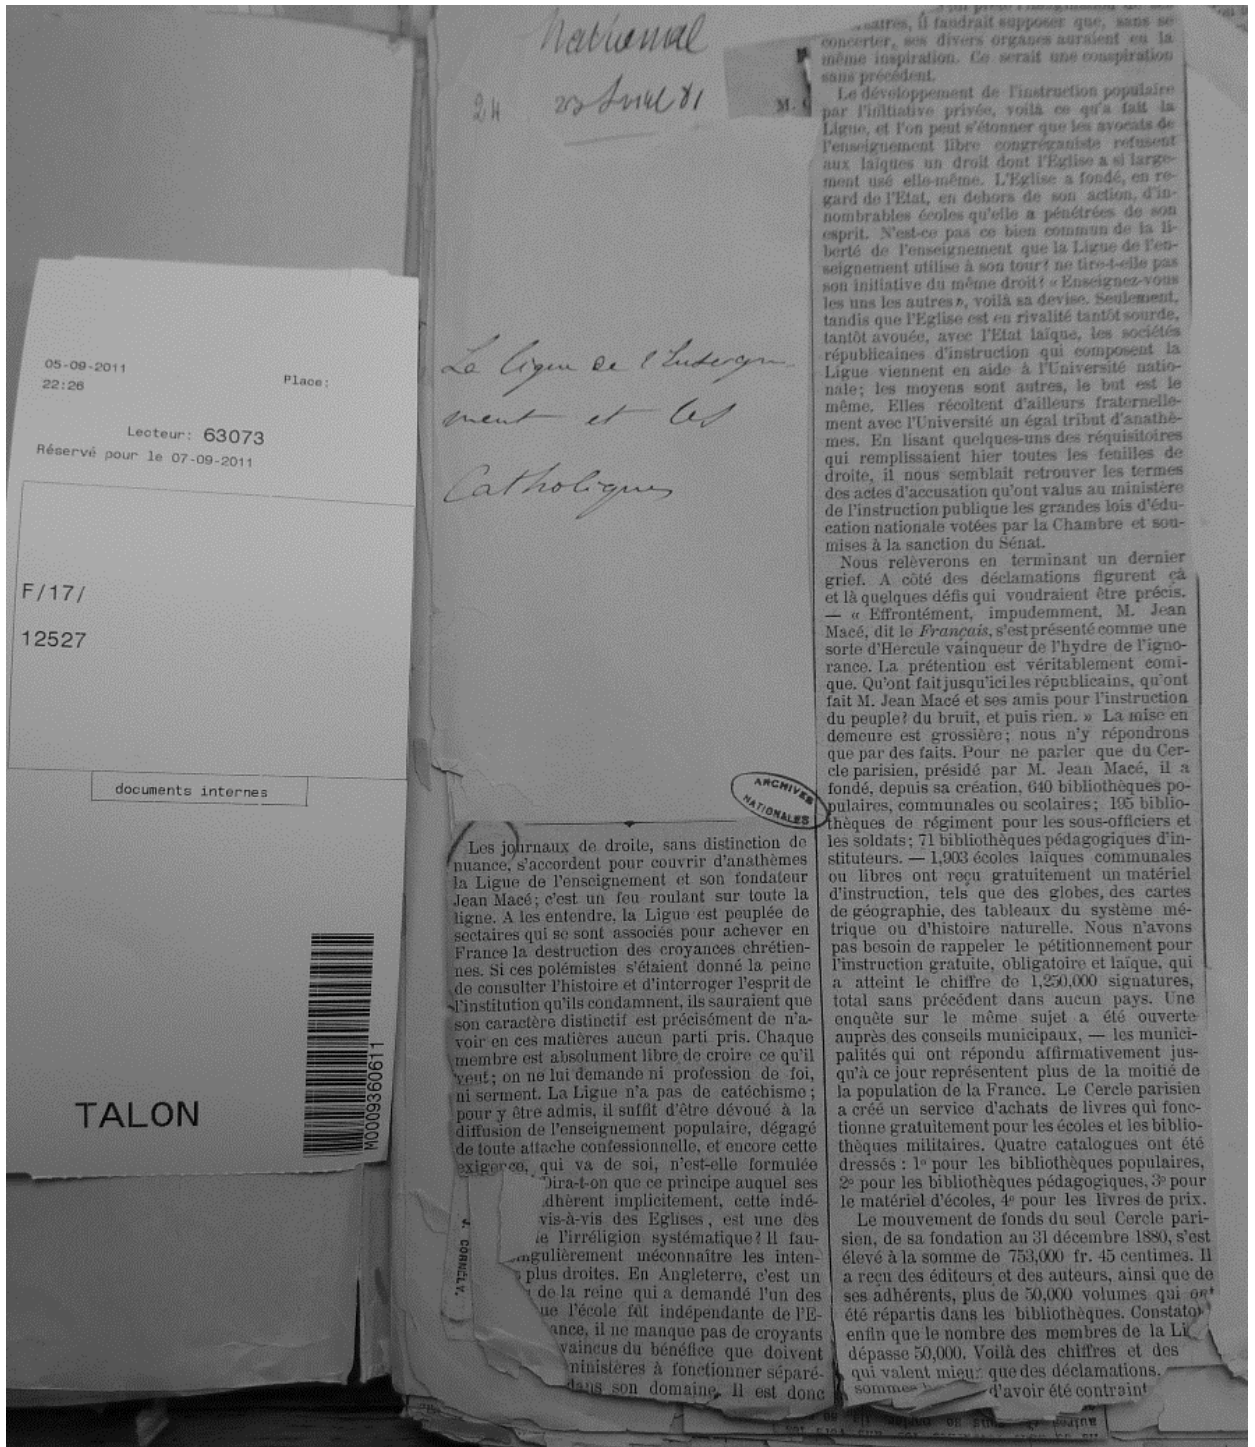 05-09-2011
22:26
Place:
Lecteur: 63073
Réservé pour le 07-09-2011
F/17/
12527
documents internes
TALON
M0009360611
National
24 23 Avril 81
M.
La ligue de l'Enseigne-
ment et les
Catholiques
ARCHIVES
NATIONALES
Les journaux de droite, sans distinction de
nuance, s'accordent pour couvrir d'anathèmes
la Ligue de l'enseignement et son fondateur
Jean Macé; c'est un feu roulant sur toute la
ligne. A les entendre, la Ligue est peuplée de
sectaires qui se sont associés pour achever en
France la destruction des croyances chrétien-
nes. Si ces polémistes s'étaient donné la peine
de consulter l'histoire et d'interroger l'esprit de
l'institution qu'ils condamnent, ils sauraient que
son caractère distinctif est précisément de n'a-
voir en ces matières aucun parti pris. Chaque
membre est absolument libre de croire ce qu'il
veut; on ne lui demande ni profession de foi,
ni serment. La Ligue n'a pas de catéchisme;
pour y être admis, il suffit d'être dévoué à la
diffusion de l'enseignement populaire, dégagé
de toute attache confessionnelle, et encore cette
exigence, qui va de soi, n'est-elle formulée
Dira-t-on que ce principe auquel ses
adhèrent implicitement, cette indé-
vis-à-vis des Eglises, est une des
de l'irréligion systématique? Il fau-
ingulièrement méconnaître les inten-
plus droites. En Angleterre, c'est un
de la reine qui a demandé l'un des
que l'école fût indépendante de l'E-
ance, il ne manque pas de croyants
vaincus du bénéfice que doivent
ministères à fonctionner séparé-
dans son domaine. Il est donc
J. CORNÉLY.
saires, il faudrait supposer que, sans se
concerter, ses divers organes auraient eu la
même inspiration. Ce serait une conspiration
sans précédent.
Le développement de l'instruction populaire
par l'initiative privée, voilà ce qu'a fait la
Ligue, et l'on peut s'étonner que les avocats de
l'enseignement libre congréganiste refusent
aux laïques un droit dont l'Eglise a si large-
ment usé elle-même. L'Eglise a fondé, en re-
gard de l'Etat, en dehors de son action, d'in-
nombrables écoles qu'elle a pénétrées de son
esprit. N'est-ce pas ce bien commun de la li-
berté de l'enseignement que la Ligue de l'en-
seignement utilise à son tour? ne tire-t-elle pas
son initiative du même droit? « Enseignez-vous
les uns les autres », voilà sa devise. Seulement,
tandis que l'Eglise est en rivalité tantôt sourde,
tantôt avouée, avec l'Etat laïque, les sociétés
républicaines d'instruction qui composent la
Ligue viennent en aide à l'Université natio-
nale; les moyens sont autres, le but est le
même. Elles récoltent d'ailleurs fraternelle-
ment avec l'Université un égal tribut d'anathè-
mes. En lisant quelques-uns des réquisitoires
qui remplissaient hier toutes les feuilles de
droite, il nous semblait retrouver les termes
des actes d'accusation qu'ont valus au ministère
de l'instruction publique les grandes lois d'édu-
cation nationale votées par la Chambre et sou-
mises à la sanction du Sénat.
Nous relèverons en terminant un dernier
grief. A côté des déclamations figurent çà
et là quelques défis qui voudraient être précis.
— « Effrontément, impudemment, M. Jean
Macé, dit le Français, s'est présenté comme une
sorte d'Hercule vainqueur de l'hydre de l'igno-
rance. La prétention est véritablement comi-
que. Qu'ont fait jusqu'ici les républicains, qu'ont
fait M. Jean Macé et ses amis pour l'instruction
du peuple? du bruit, et puis rien. » La mise en
demeure est grossière; nous n'y répondrons
que par des faits. Pour ne parler que du Cer-
cle parisien, présidé par M. Jean Macé, il a
fondé, depuis sa création, 640 bibliothèques po-
pulaires, communales ou scolaires; 195 biblio-
thèques de régiment pour les sous-officiers et
les soldats; 71 bibliothèques pédagogiques d'in-
stituteurs. — 1,903 écoles laïques communales
ou libres ont reçu gratuitement un matériel
d'instruction, tels que des globes, des cartes
de géographie, des tableaux du système mé-
trique ou d'histoire naturelle. Nous n'avons
pas besoin de rappeler le pétitionnement pour
l'instruction gratuite, obligatoire et laïque, qui
a atteint le chiffre de 1,250,000 signatures,
total sans précédent dans aucun pays. Une
enquête sur le même sujet a été ouverte
auprès des conseils municipaux, — les munici-
palités qui ont répondu affirmativement jus-
qu'à ce jour représentent plus de la moitié de
la population de la France. Le Cercle parisien
a créé un service d'achats de livres qui fonc-
tionne gratuitement pour les écoles et les biblio-
thèques militaires. Quatre catalogues ont été
dressés : 1º pour les bibliothèques populaires,
2º pour les bibliothèques pédagogiques, 3º pour
le matériel d'écoles, 4º pour les livres de prix.
Le mouvement de fonds du seul Cercle pari-
sien, de sa fondation au 31 décembre 1880, s'est
élevé à la somme de 753,000 fr. 45 centimes. Il
a reçu des éditeurs et des auteurs, ainsi que de
ses adhérents, plus de 50,000 volumes qui ont
été répartis dans les bibliothèques. Constato
enfin que le nombre des membres de la Li
dépasse 50,000. Voilà des chiffres et des
qui valent mieux que des déclamations.
sommes d'avoir été contraint